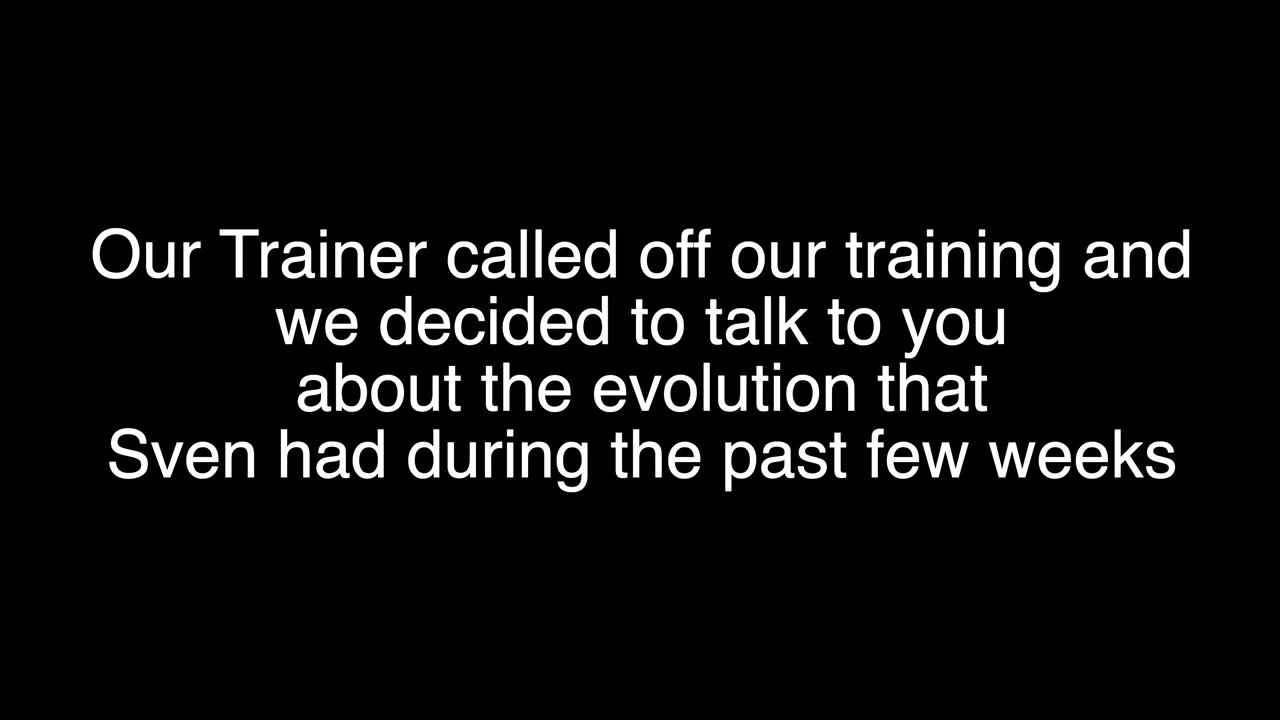 Our Trainer called off our training and
we decided to talk to you
about the evolution that
Sven had during the past few weeks